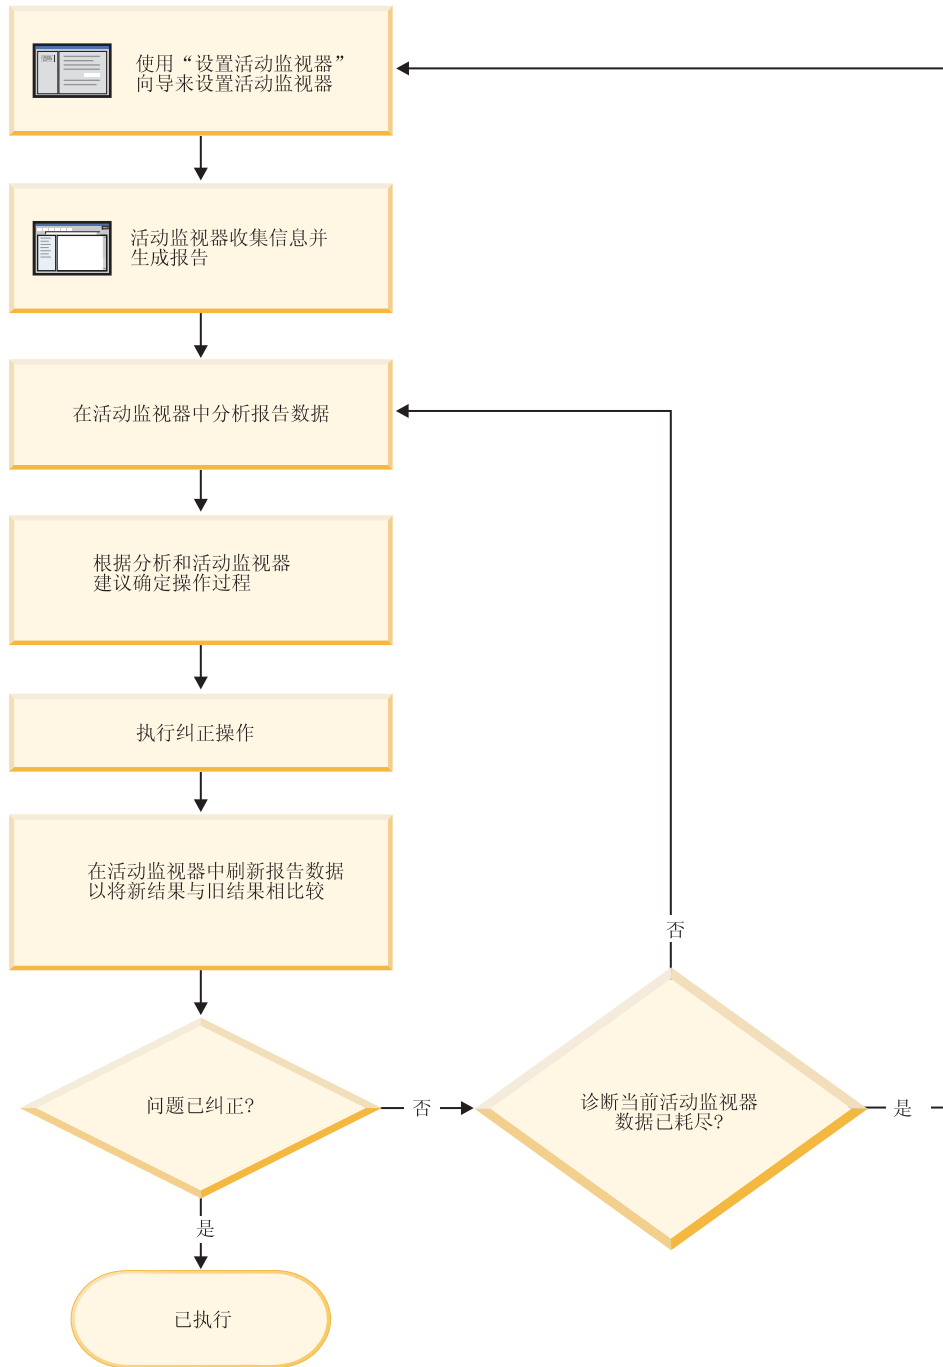 使用“设置活动监视器”
向导来设置活动监视器
活动监视器收集信息并
生成报告
在活动监视器中分析报告数据
根据分析和活动监视器
建议确定操作过程
执行纠正操作
在活动监视器中刷新报告数据
以将新结果与旧结果相比较
否
问题已纠正?
否
诊断当前活动监视器
数据已耗尽?
是
是
已执行